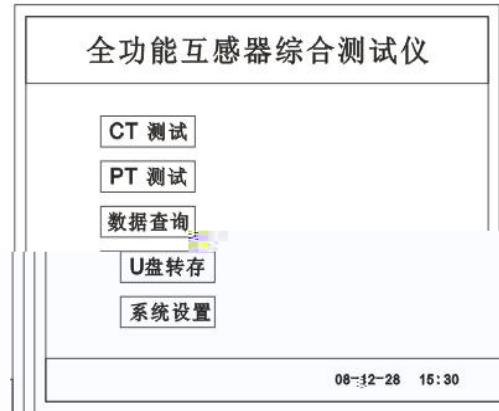 全功能互感器综合测试仪
CT 测试
PT 测试
数据查询
U盘转存
系统设置
08-12-28 15:30